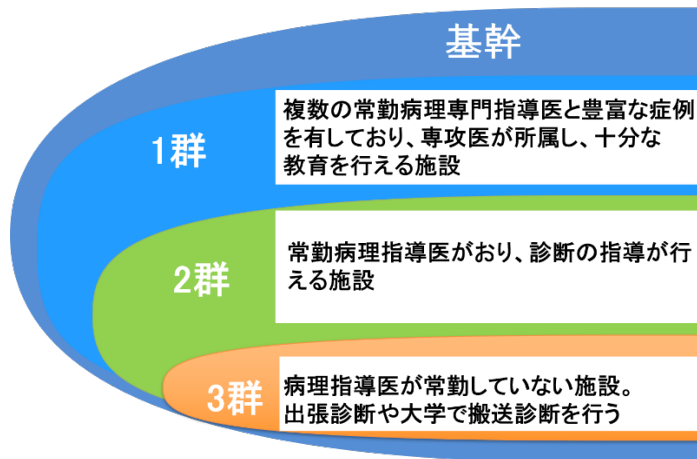 基幹
1群
複数の常勤病理専門指導医と豊富な症例
を有しており、専攻医が所属し、十分な
教育を行える施設
2群
常勤病理指導医がおり、診断の指導が行
える施設
3群
病理指導医が常勤していない施設。
出張診断や大学で搬送診断を行う